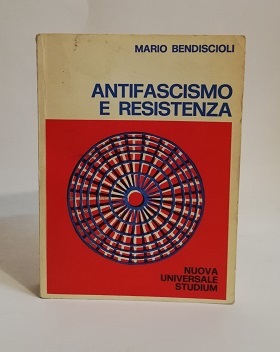 MARIO BENDISCIOLI
ANTIFASCISMO
E RESISTENZA
NUOVA
UNIVERSALE
STUDIUM